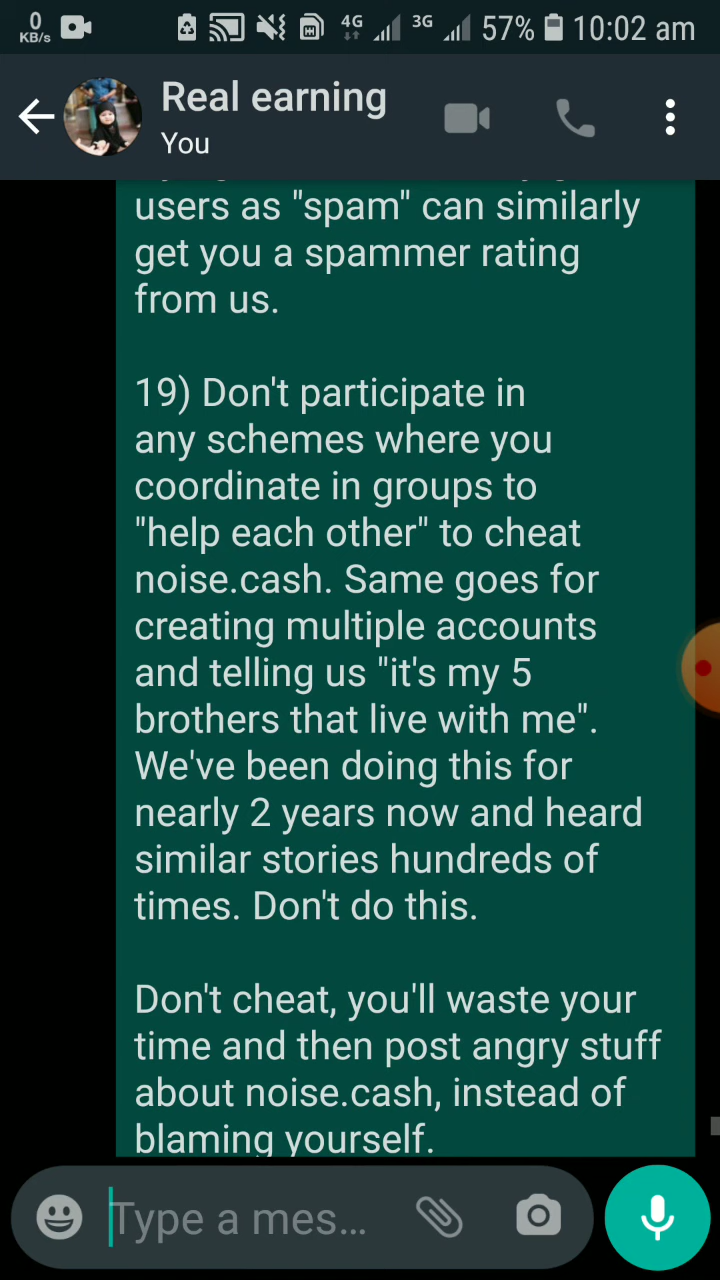 0
KB/s
4G
3G
57%
10:02 am
Real earning
You
users as "spam" can similarly
get you a spammer rating
from us.
19) Don't participate in
any schemes where you
coordinate in groups to
"help each other" to cheat
noise.cash. Same goes for
creating multiple accounts
and telling us "it's my 5
brothers that live with me".
We've been doing this for
nearly 2 years now and heard
similar stories hundreds of
times. Don't do this.
Don't cheat, you'll waste your
time and then post angry stuff
about noise.cash, instead of
blaming yourself.
Type a mes...